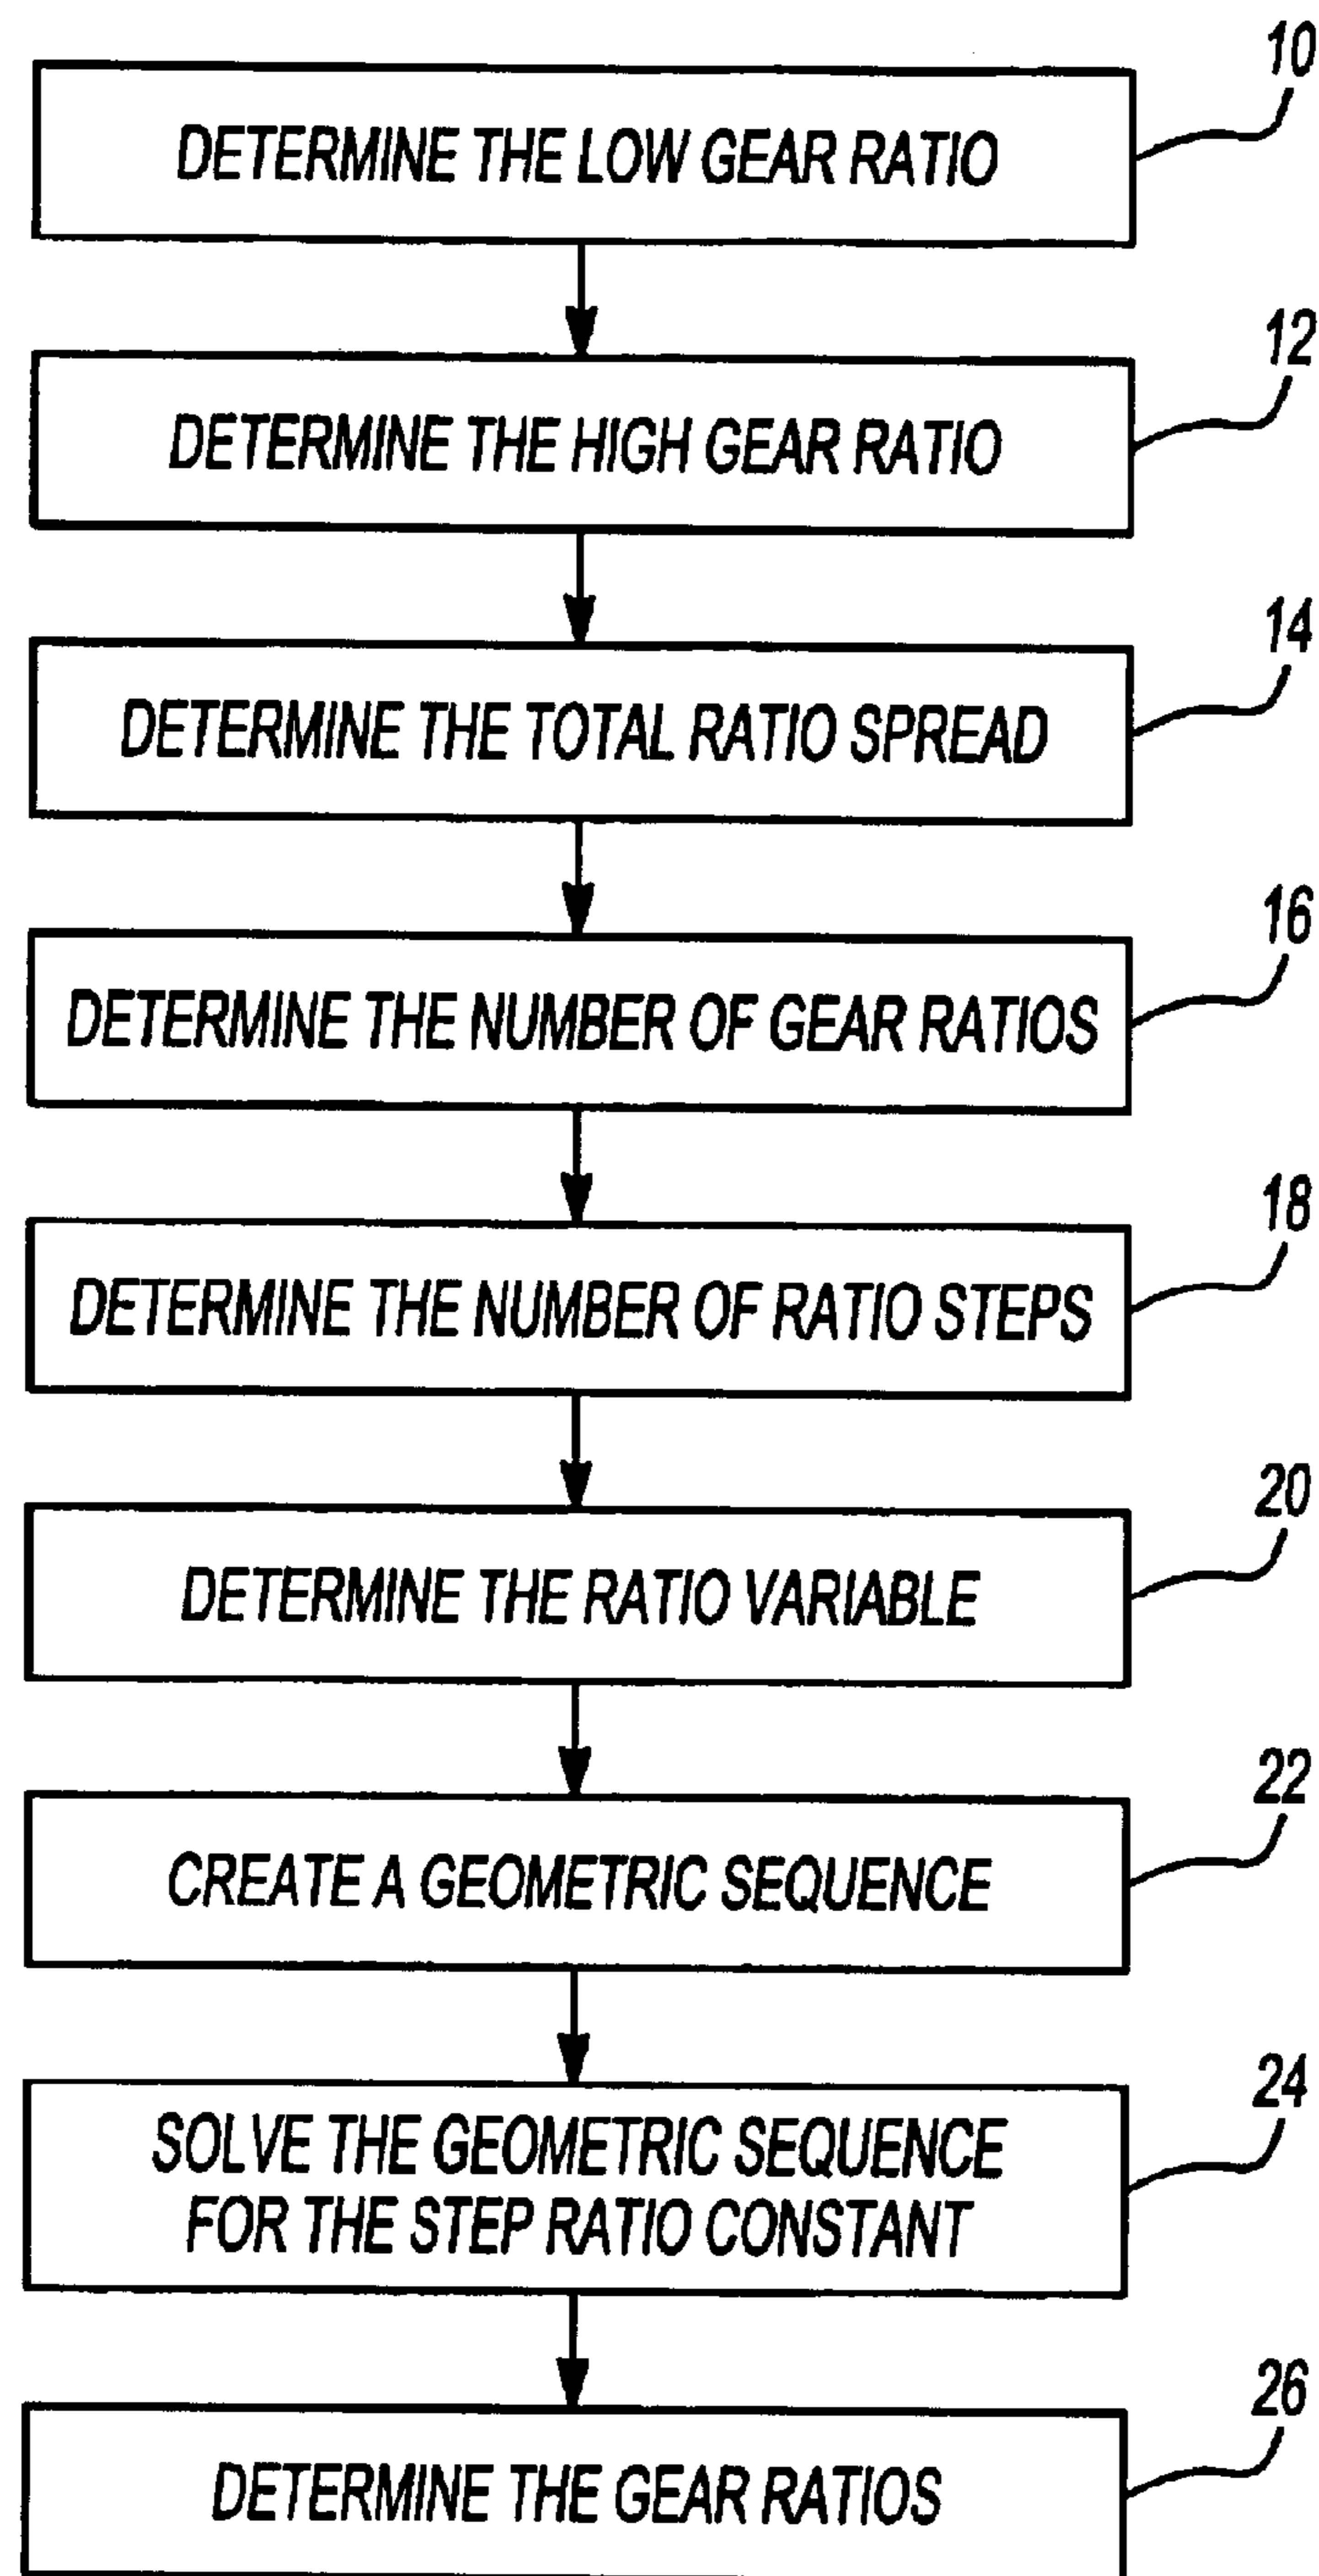 10
DETERMINE THE LOW GEAR RATIO
12
DETERMINE THE HIGH GEAR RATIO
14
DETERMINE THE TOTAL RATIO SPREAD
16
DETERMINE THE NUMBER OF GEAR RATIOS
18
DETERMINE THE NUMBER OF RATIO STEPS
20
DETERMINE THE RATIO VARIABLE
22
CREATE A GEOMETRIC SEQUENCE
24
SOLVE THE GEOMETRIC SEQUENCE
FOR THE STEP RATIO CONSTANT
26
DETERMINE THE GEAR RATIOS